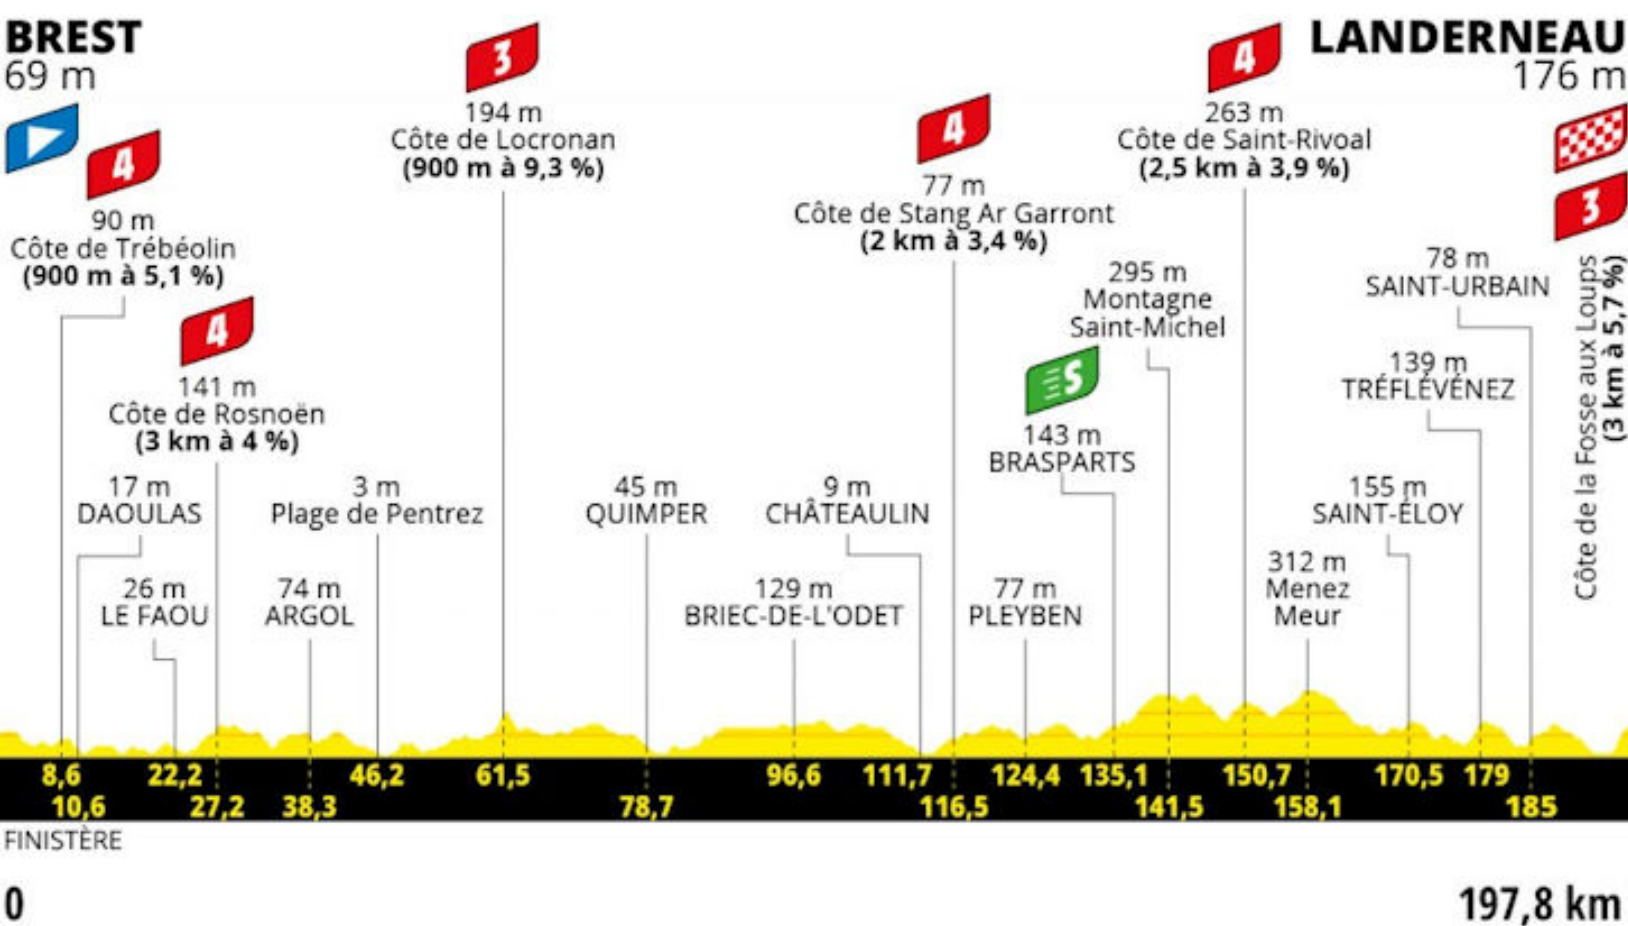 BREST
69 m
4
90 m
Côte de Trébéolin
(900 m à 5,1 %)
4
141 m
Côte de Rosnoën
(3 km à 4 %)
17 m
DAOULAS
26 m
LE FAOU
74 m
ARGOL
3 m
Plage de Pentrez
3
194 m
Côte de Locronan
(900 m à 9,3 %)
45 m
QUIMPER
129 m
BRIEC-DE-L'ODET
9 m
CHÂTEAULIN
4
77 m
Côte de Stang Ar Garront
(2 km à 3,4 %)
77 m
PLEYBEN
S
143 m
BRASPARTS
295 m
Montagne
Saint-Michel
4
263 m
Côte de Saint-Rivoal
(2,5 km à 3,9 %)
312 m
Menez
Meur
155 m
SAINT-ÉLOY
139 m
TRÉFLÉVÉNEZ
78 m
SAINT-URBAIN
LANDERNEAU
176 m
3
Côte de la Fosse aux Loups
(3 km à 5,7 %)
8,6 22,2 46,2 61,5 96,6 111,7 124,4 135,1 150,7 170,5 179
10,6 27,2 38,3 78,7 116,5 141,5 158,1 185
FINISTÈRE
0 197,8 km